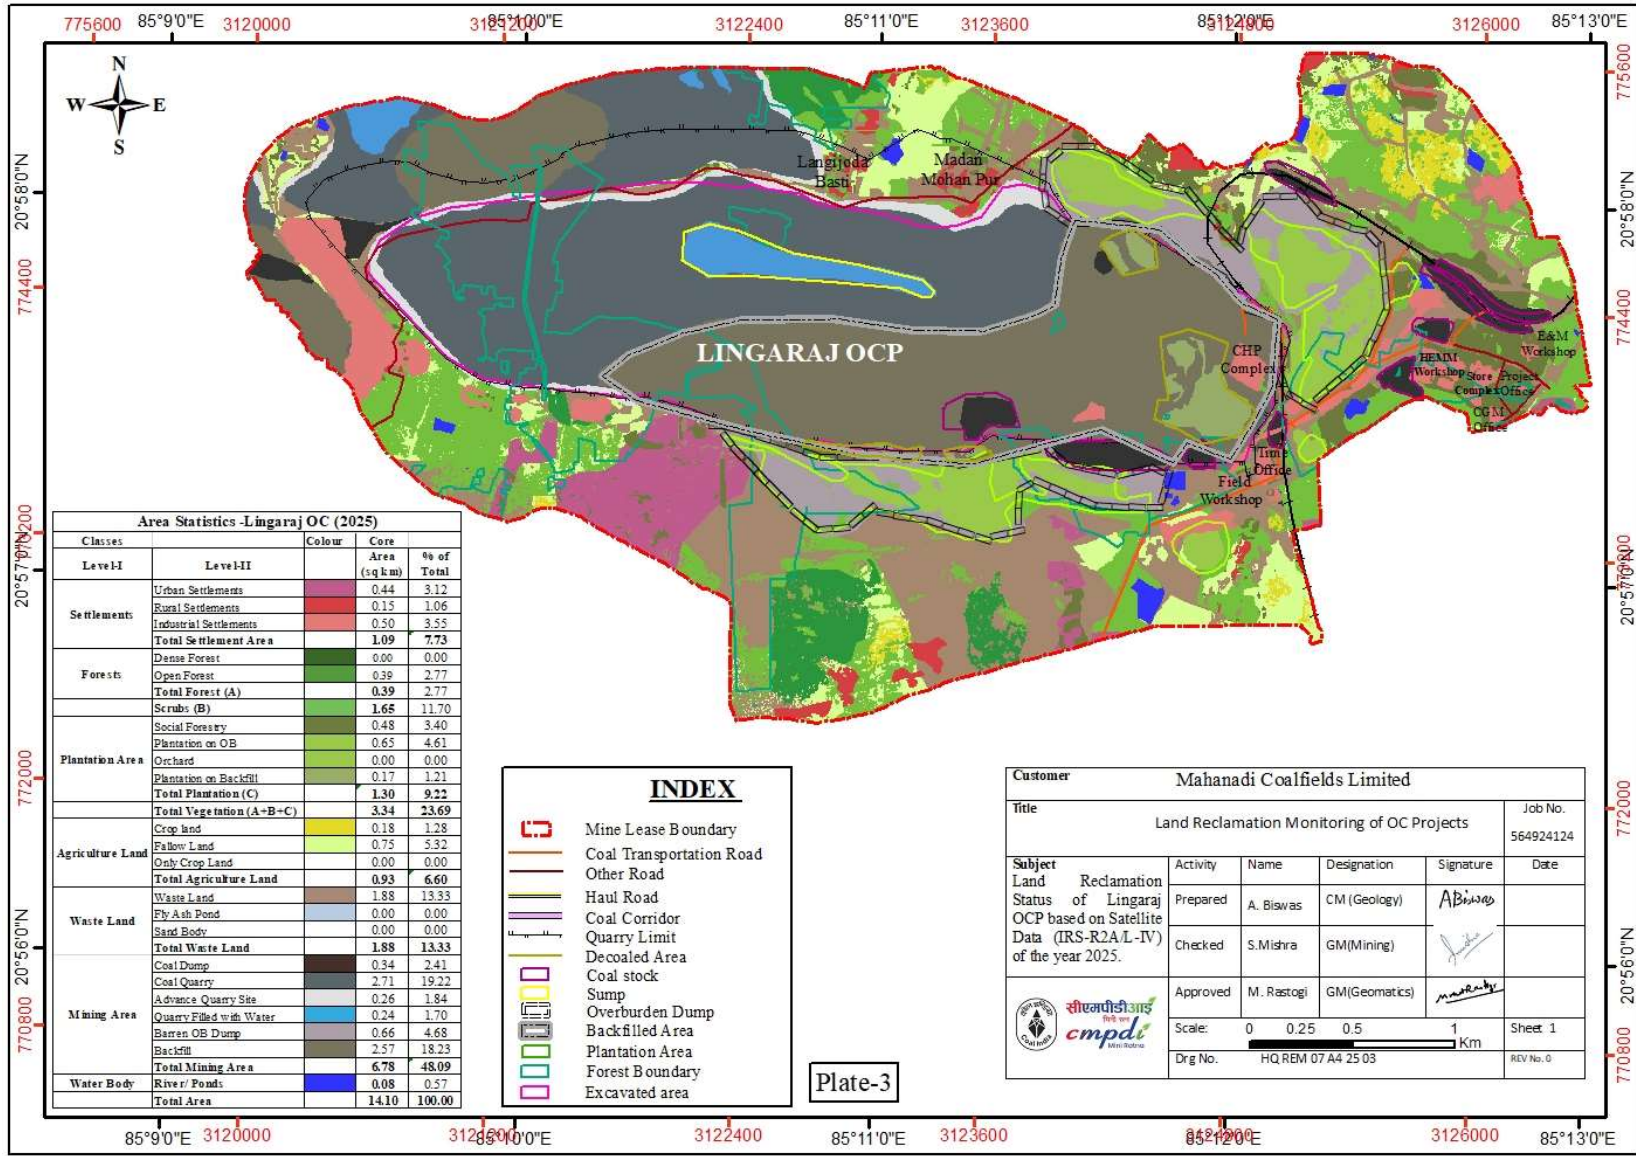 775600 85°9'0"E 3120000 3121200 85°10'0"E 3122400 85°11'0"E 3123600 85°12'0"E 3124800 3126000 85°13'0"E
N
W E
S
20°58'0"N
774400
773200
20°57'0"N
772000
20°56'0"N
770800
775600
20°58'0"N
774400
773200
20°57'0"N
772000
20°56'0"N
770800
Langijoda
Basti
Madan
Mohan Pur
LINGARAJ OCP
CHP
Complex
E&M
Workshop
HEMM
Workshop
Store
Complex
Project
Office
CGM
Office
Time
Office
Field
Workshop
Area Statistics -Lingaraj OC (2025)
Classes Colour Core
Level-I Level-II Area (sq km) % of Total
Settlements
Urban Settlements 0.44 3.12
Rural Settlements 0.15 1.06
Industrial Settlements 0.50 3.55
Total Settlement Area 1.09 7.73
Forests
Dense Forest 0.00 0.00
Open Forest 0.39 2.77
Total Forest (A) 0.39 2.77
Scrubs (B) 1.65 11.70
Plantation Area
Social Forestry 0.48 3.40
Plantation on OB 0.65 4.61
Orchard 0.00 0.00
Plantation on Backfill 0.17 1.21
Total Plantation (C) 1.30 9.22
Total Vegetation (A+B+C) 3.34 23.69
Agriculture Land
Crop land 0.18 1.28
Fallow Land 0.75 5.32
Only Crop Land 0.00 0.00
Total Agriculture Land 0.93 6.60
Waste Land
Waste Land 1.88 13.33
Fly Ash Pond 0.00 0.00
Sand Body 0.00 0.00
Total Waste Land 1.88 13.33
Mining Area
Coal Dump 0.34 2.41
Coal Quarry 2.71 19.22
Advance Quarry Site 0.26 1.84
Quarry Filled with Water 0.24 1.70
Barren OB Dump 0.66 4.68
Backfill 2.57 18.23
Total Mining Area 6.78 48.09
Water Body River/ Ponds 0.08 0.57
Total Area 14.10 100.00
INDEX
Mine Lease Boundary
Coal Transportation Road
Other Road
Haul Road
Coal Corridor
Quarry Limit
Decoaled Area
Coal stock
Sump
Overburden Dump
Backfilled Area
Plantation Area
Forest Boundary
Excavated area
Plate-3
Customer Mahanadi Coalfields Limited
Title Land Reclamation Monitoring of OC Projects
Job No.
564924124
Subject
Land Reclamation
Status of Lingaraj
OCP based on Satellite
Data (IRS-R2A/L-IV)
of the year 2025.
Activity Name Designation Signature Date
Prepared A. Biswas CM (Geology) ABiswas
Checked S.Mishra GM(Mining)
Approved M. Rastogi GM(Geomatics)
Coal India
सीएमपीडीआई
मिनी रत्न
cmpdi
Mini Ratna
Scale: 0 0.25 0.5 1 Km Sheet 1
Drg No. HQ REM 07 A4 25 03 REV No. 0
85°9'0"E 3120000 3121200 85°10'0"E 3122400 85°11'0"E 3123600 85°12'0"E 3124800 3126000 85°13'0"E